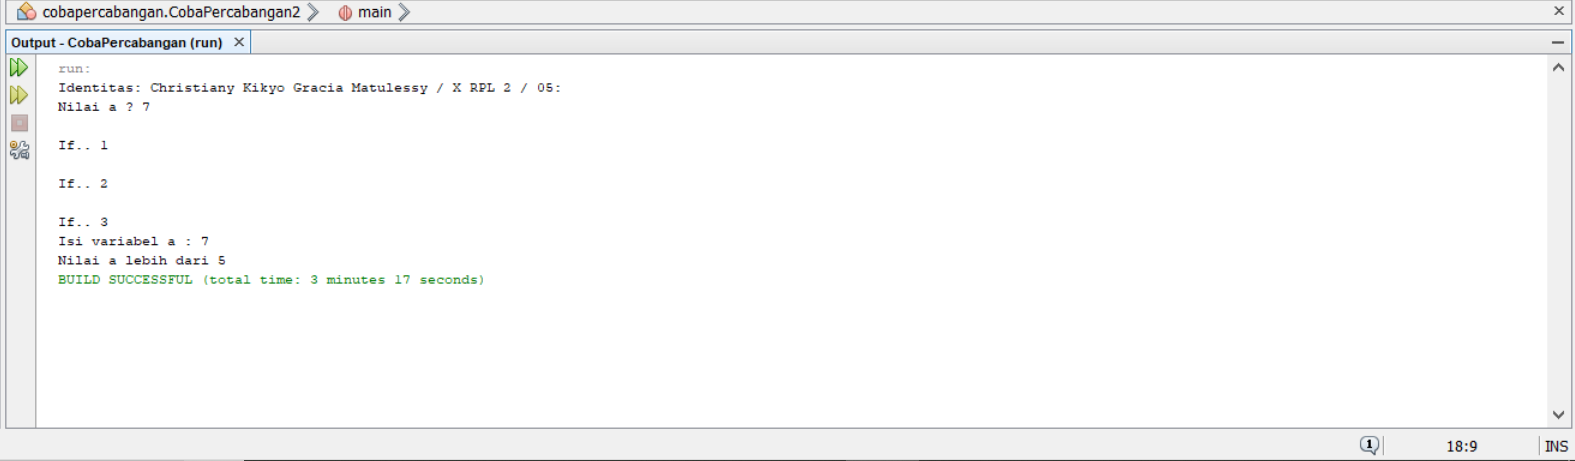 cobapercabangan.CobaPercabangan2 main
Output - CobaPercabangan (run)
run:
Identitas: Christiany Kikyo Gracia Matulessy / X RPL 2 / 05:
Nilai a ? 7
If.. 1
If.. 2
If.. 3
Isi variabel a : 7
Nilai a lebih dari 5
BUILD SUCCESSFUL (total time: 3 minutes 17 seconds)
1 18:9 INS